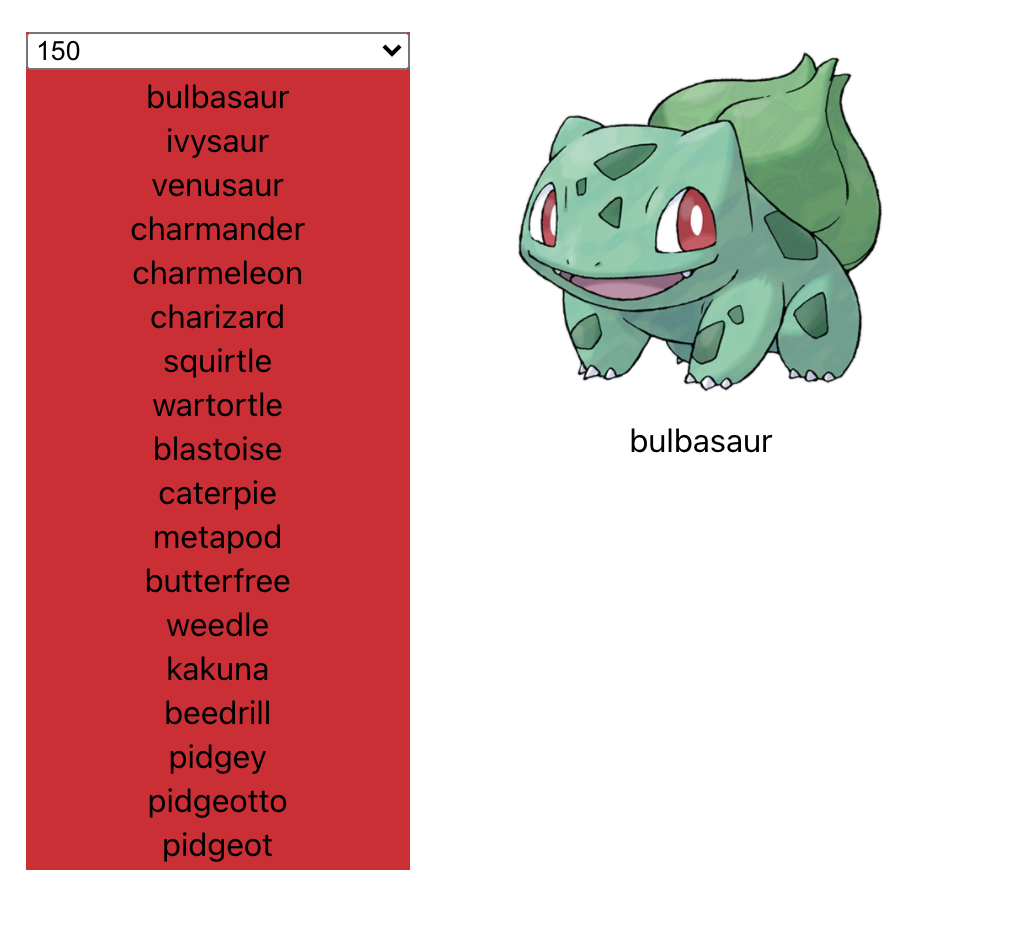 150
bulbasaur
ivysaur
venusaur
charmander
charmeleon
charizard
squirtle
wartortle
blastoise
caterpie
metapod
butterfree
weedle
kakuna
beedrill
pidgey
pidgeotto
pidgeot
bulbasaur